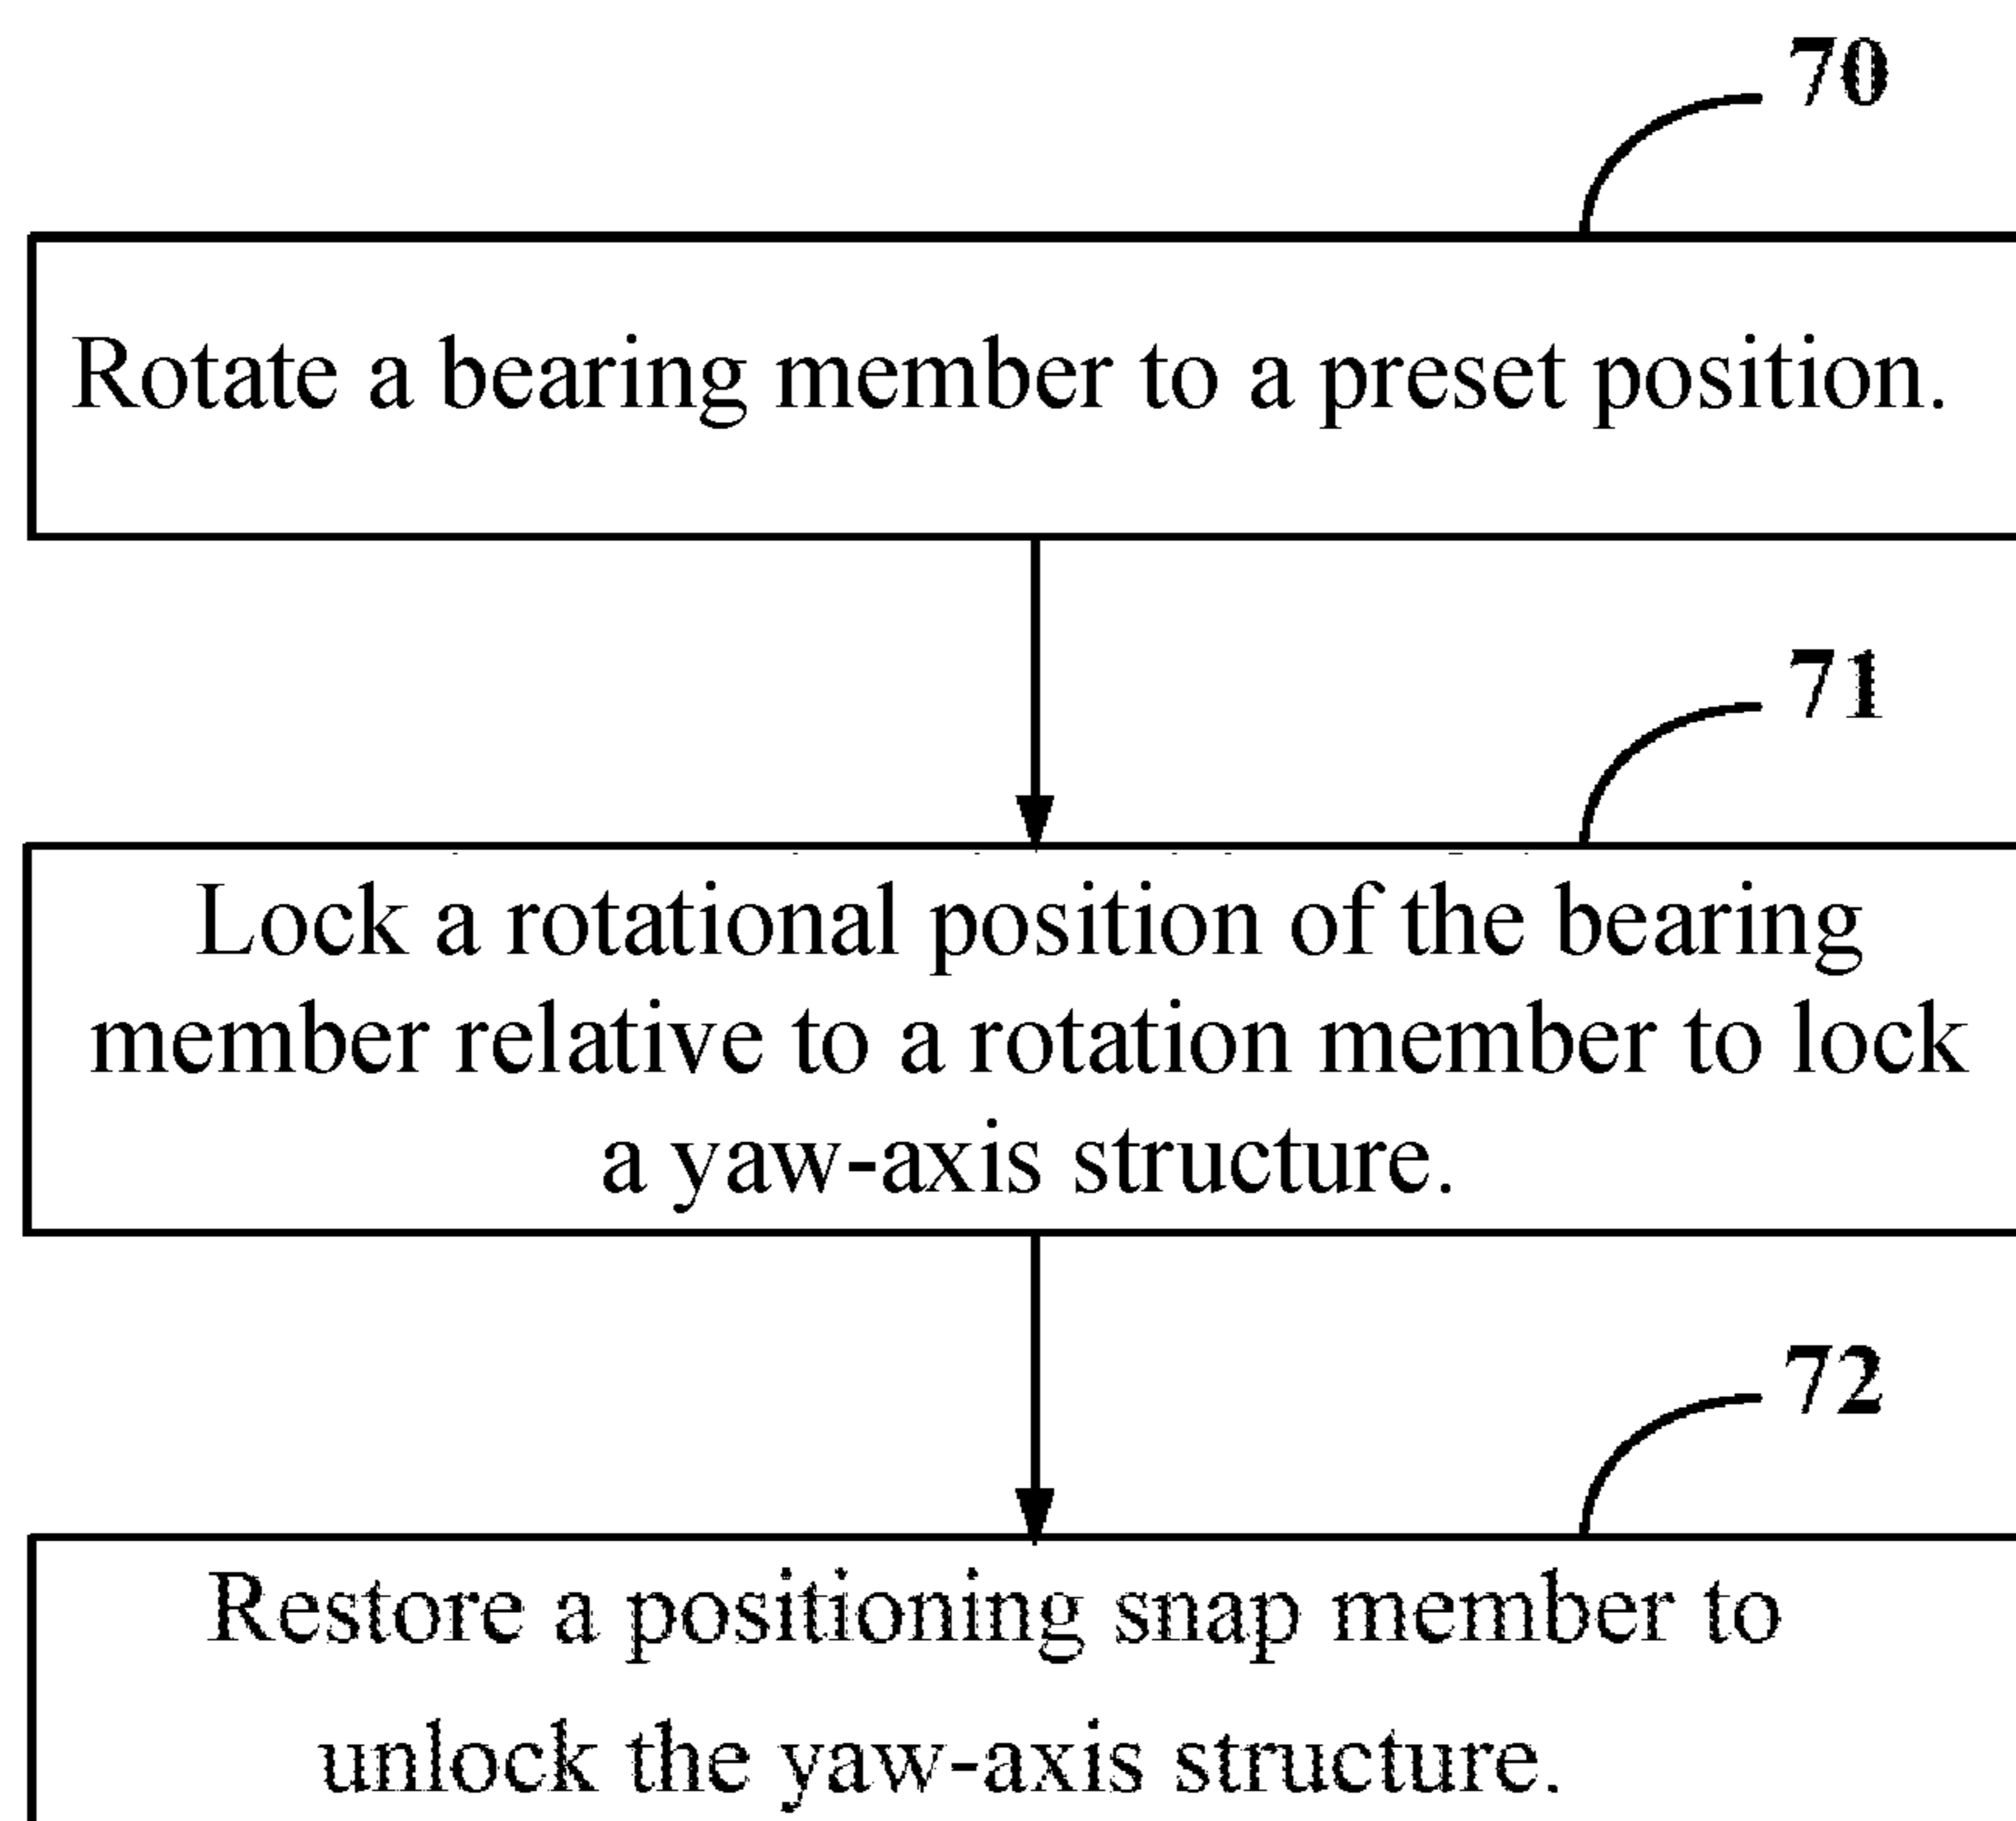 70
Rotate a bearing member to a preset position.
71
Lock a rotational position of the bearing
member relative to a rotation member to lock
a yaw-axis structure.
72
Restore a positioning snap member to
unlock the yaw-axis structure.